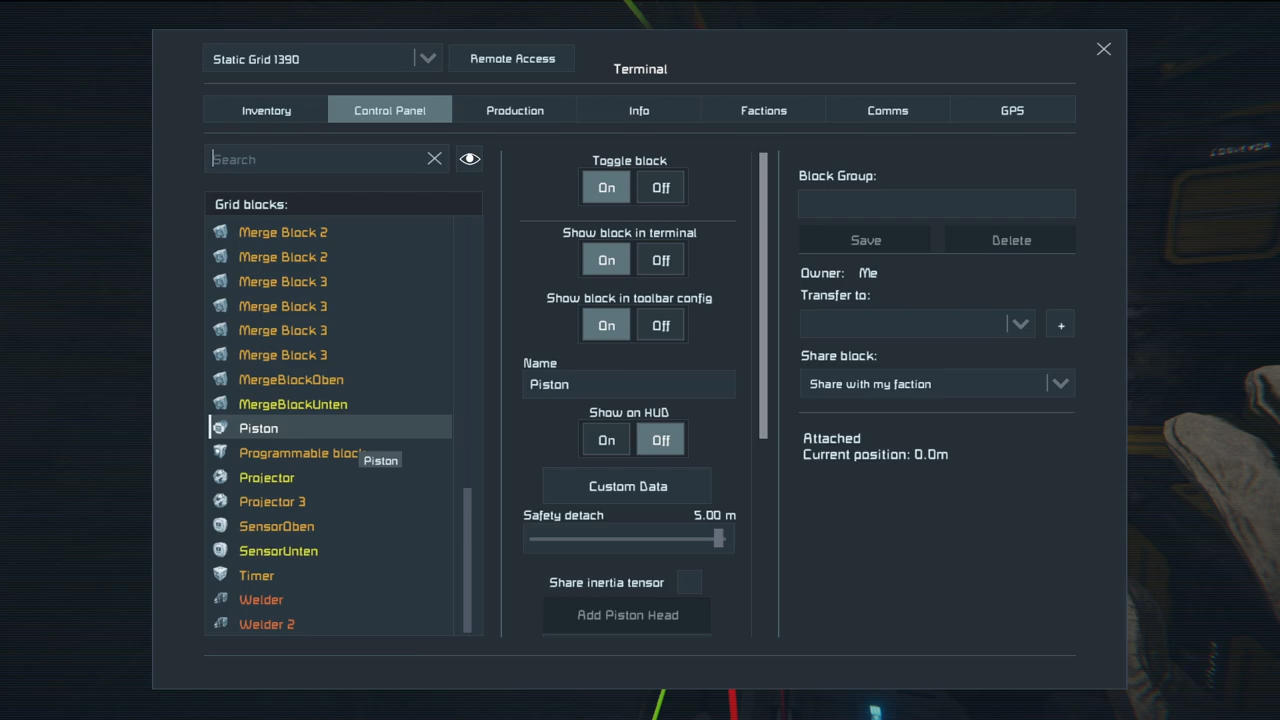 Static Grid 1390
Remote Access
Terminal
Inventory
Control Panel
Production
Info
Factions
Comms
GPS
Search
Grid blocks:
Merge Block 2
Merge Block 2
Merge Block 3
Merge Block 3
Merge Block 3
Merge Block 3
MergeBlockOben
MergeBlockUnten
Piston
Programmable block
Piston
Projector
Projector 3
SensorOben
SensorUnten
Timer
Welder
Welder 2
Toggle block
On Off
Show block in terminal
On Off
Show block in toolbar config
On Off
Name
Piston
Show on HUD
On Off
Custom Data
Safety detach 5.00 m
Share inertia tensor
Add Piston Head
Block Group:
Save Delete
Owner: Me
Transfer to:
+
Share block:
Share with my faction
Attached
Current position: 0.0m